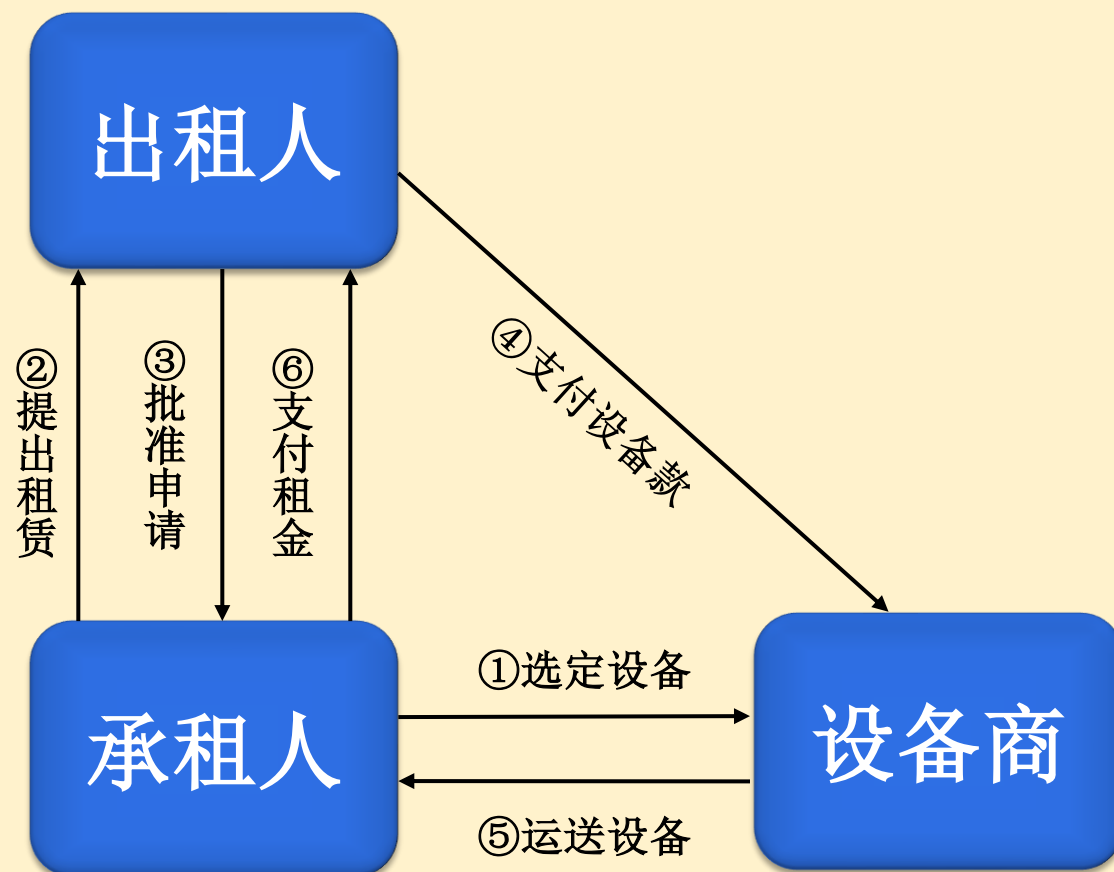 出租人
②提出租赁
③批准申请
⑥支付租金
④支付设备款
①选定设备
承租人
设备商
⑤运送设备